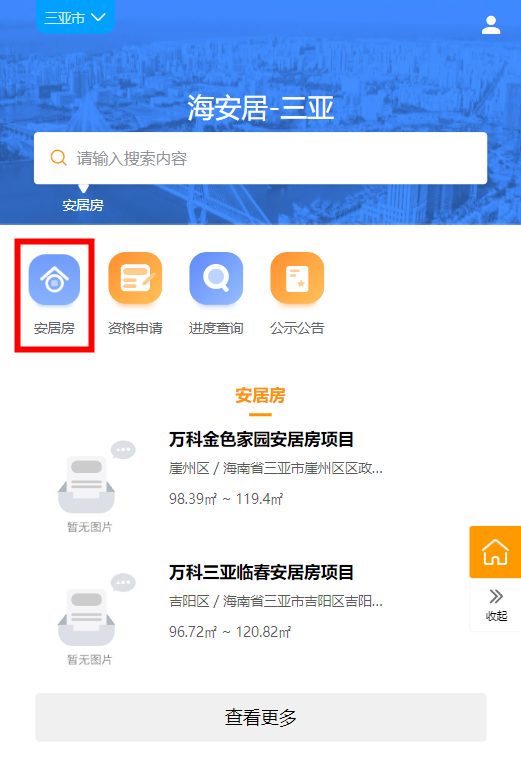 三亚市
海安居-三亚
请输入搜索内容
安居房
安居房
资格申请
进度查询
公示公告
安居房
万科金色家园安居房项目
崖州区 / 海南省三亚市崖州区区政...
98.39㎡ ~ 119.4㎡
暂无图片
万科三亚临春安居房项目
吉阳区 / 海南省三亚市吉阳区吉阳...
96.72㎡ ~ 120.82㎡
暂无图片
收起
查看更多